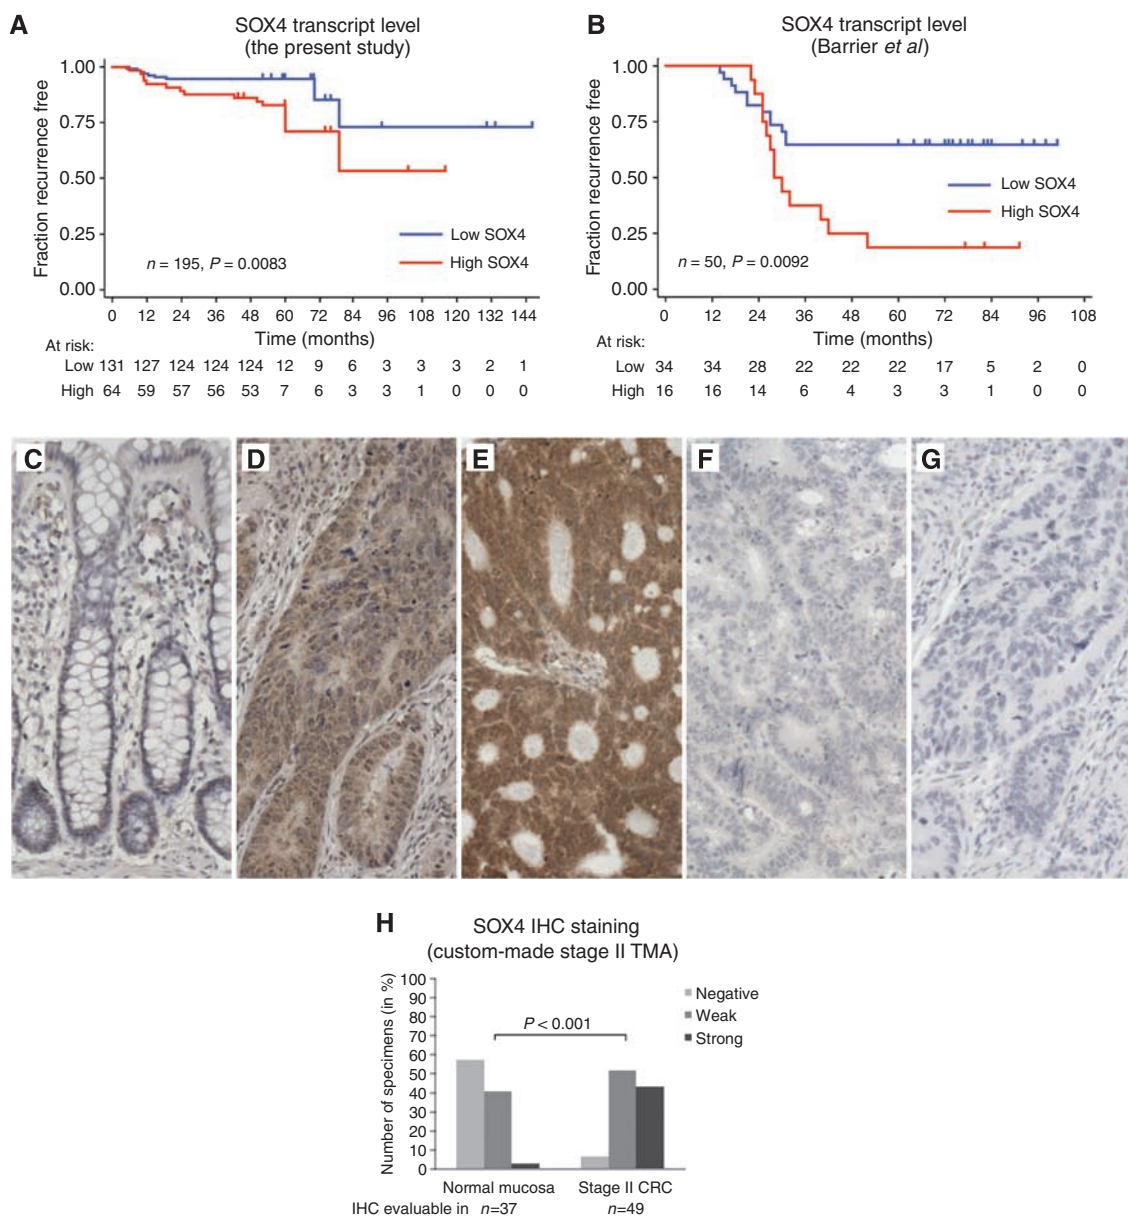 A
SOX4 transcript level
(the present study)
Fraction recurrence free
1.00
0.75
0.50
0.25
0.00
Low SOX4
High SOX4
n = 195, P = 0.0083
0 12 24 36 48 60 72 84 96 108 120 132 144
Time (months)
At risk:
Low 131 127 124 124 124 12 9 6 3 3 3 2 1
High 64 59 57 56 53 7 6 3 3 1 0 0 0
B
SOX4 transcript level
(Barrier et al)
Fraction recurrence free
1.00
0.75
0.50
0.25
0.00
Low SOX4
High SOX4
n = 50, P = 0.0092
0 12 24 36 48 60 72 84 96 108
Time (months)
At risk:
Low 34 34 28 22 22 22 17 5 2 0
High 16 16 14 6 4 3 3 1 0 0
C
D
E
F
G
H
SOX4 IHC staining
(custom-made stage II TMA)
Number of specimens (in %)
100
90
80
70
60
50
40
30
20
10
0
P < 0.001
Negative
Weak
Strong
Normal mucosa Stage II CRC
IHC evaluable in n=37 n=49